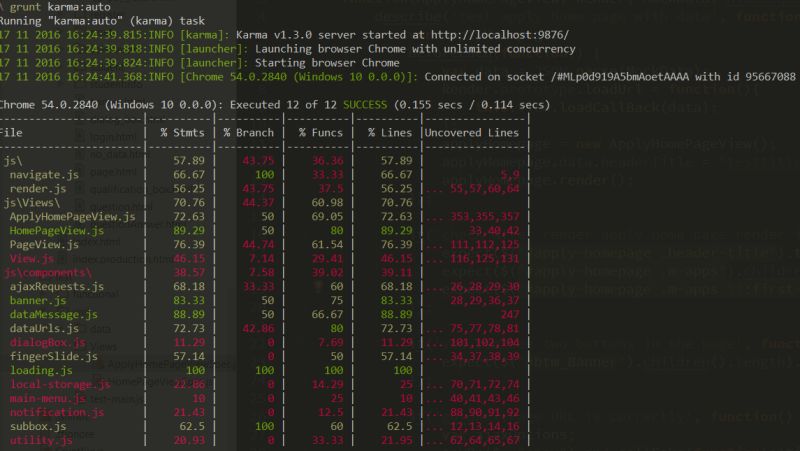 \ grunt karma:auto
Running "karma:auto" (karma) task
17 11 2016 16:24:39.815:INFO [karma]: Karma v1.3.0 server started at http://localhost:9876/
17 11 2016 16:24:39.818:INFO [launcher]: Launching browser Chrome with unlimited concurrency
17 11 2016 16:24:39.824:INFO [launcher]: Starting browser Chrome
17 11 2016 16:24:41.368:INFO [Chrome 54.0.2840 (Windows 10 0.0.0)]: Connected on socket /#MLp0d919A5bmAoetAAAA with id 95667088
Chrome 54.0.2840 (Windows 10 0.0.0): Executed 12 of 12 SUCCESS (0.155 secs / 0.114 secs)
File | % Stmts | % Branch | % Funcs | % Lines |Uncovered Lines |
js\ | 57.89 | 43.75 | 36.36 | 57.89 | |
navigate.js | 66.67 | 100 | 33.33 | 66.67 | 5,9 |
render.js | 56.25 | 43.75 | 37.5 | 56.25 |... 55,57,60,64 |
js\Views\ | 70.76 | 44.37 | 60.98 | 70.76 | |
ApplyHomePageView.js | 72.63 | 50 | 69.05 | 72.63 |... 353,355,357 |
HomePageView.js | 89.29 | 50 | 80 | 89.29 | 33,40,42 |
PageView.js | 76.39 | 44.74 | 61.54 | 76.39 |... 111,112,125 |
View.js | 46.15 | 7.14 | 29.41 | 46.15 |... 116,125,131 |
js\components\ | 38.57 | 7.58 | 39.02 | 39.11 | |
ajaxRequests.js | 68.18 | 33.33 | 60 | 68.18 | 26,28,29,30 |
banner.js | 83.33 | 50 | 75 | 83.33 | 28,29,36,37 |
dataMessage.js | 88.89 | 50 | 66.67 | 88.89 | 247 |
dataUrls.js | 72.73 | 42.86 | 80 | 72.73 | 75,77,78,81 |
dialogBox.js | 11.29 | 0 | 7.69 | 11.29 |... 101,102,104 |
fingerSlide.js | 57.14 | 0 | 50 | 57.14 |... 34,37,38,39 |
loading.js | 100 | 100 | 100 | 100 | |
local-storage.js | 22.86 | 0 | 14.29 | 25 |... 70,71,72,74 |
main-menu.js | 10 | 0 | 25 | 10 |... 40,41,43,46 |
notification.js | 21.43 | 0 | 12.5 | 21.43 |... 88,90,91,92 |
subbox.js | 62.5 | 100 | 60 | 62.5 |... 12,13,14,16 |
utility.js | 20.93 | 0 | 33.33 | 21.95 |... 62,64,65,67 |